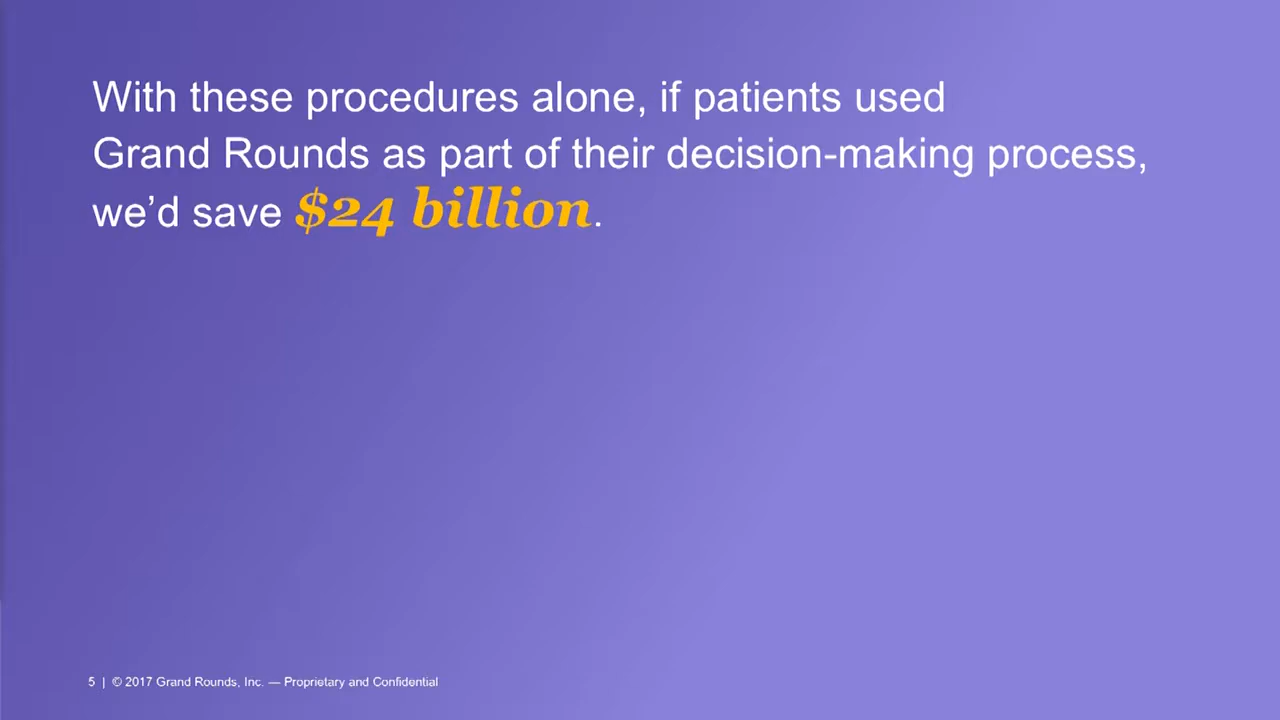 With these procedures alone, if patients used
Grand Rounds as part of their decision-making process,
we’d save $24 billion.
5 | © 2017 Grand Rounds, Inc. — Proprietary and Confidential